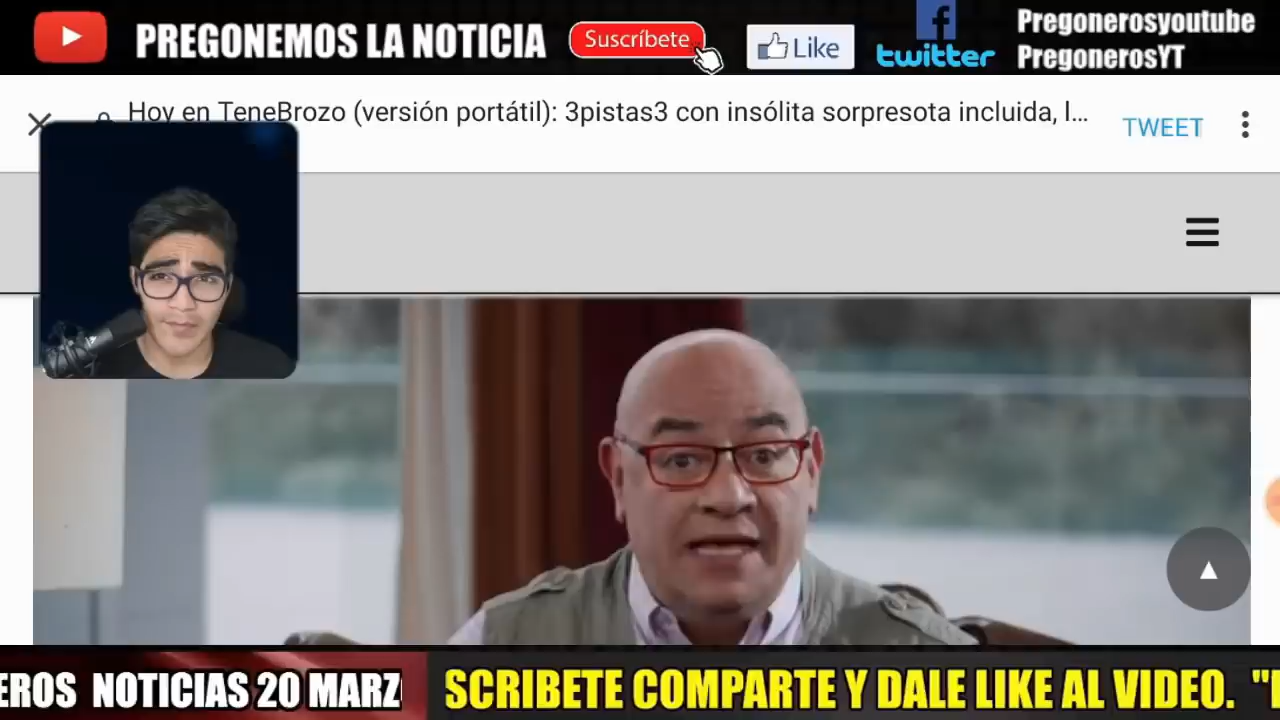 PREGONEMOS LA NOTICIA
Suscríbete
Like
twitter
Pregonerosyoutube
PregonerosYT
Hoy en TeneBrozo (versión portátil): 3pistas3 con insólita sorpresota incluida, l...
TWEET
EROS NOTICIAS 20 MARZ
SCRIBETE COMPARTE Y DALE LIKE AL VIDEO. "